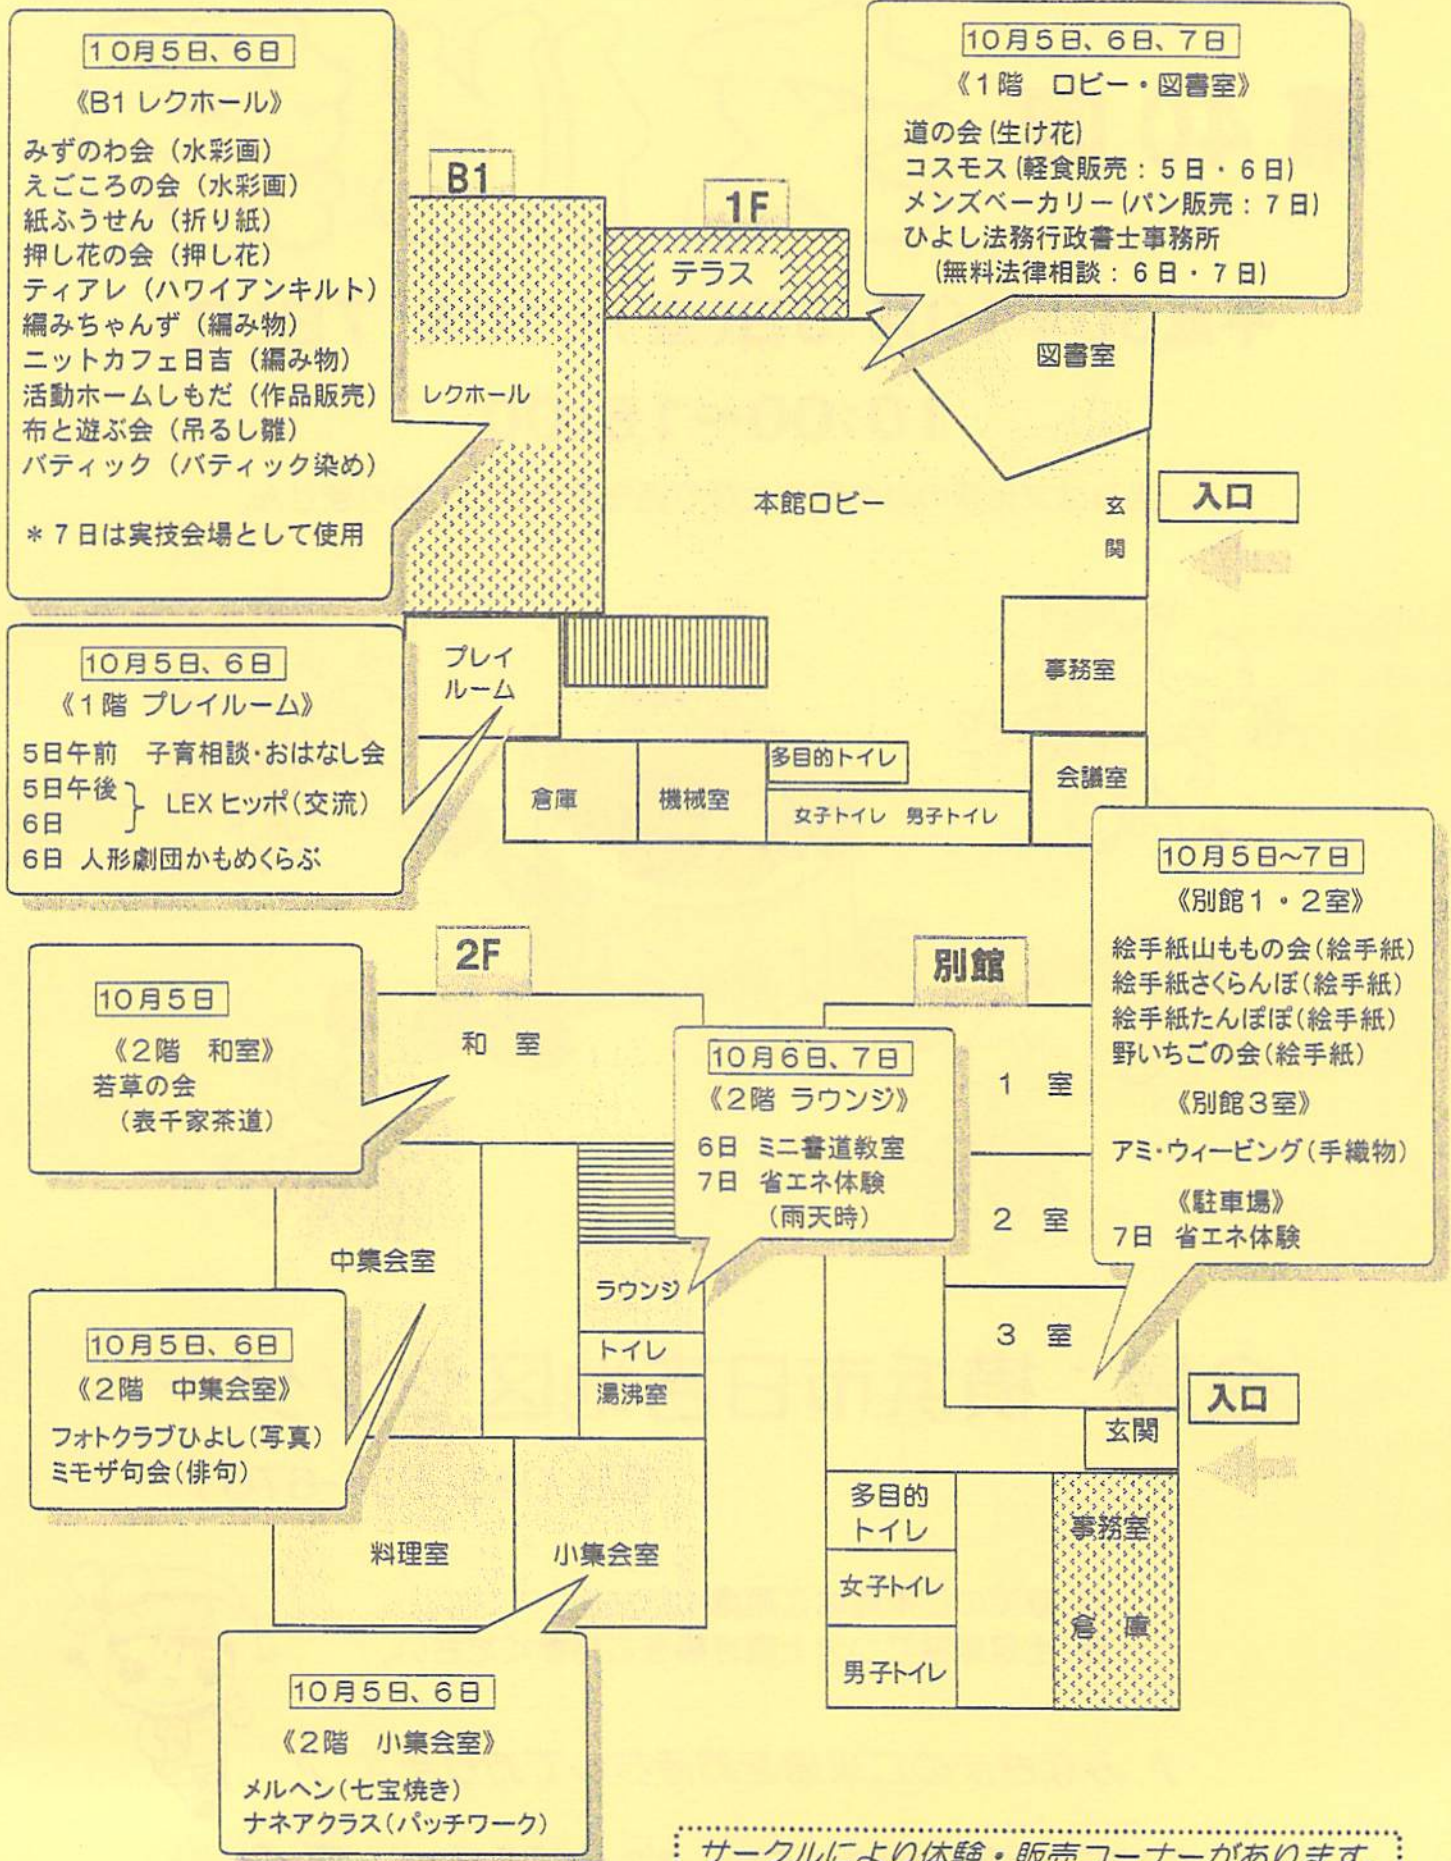 10月5日、6日
《B1 レクホール》
みずのわ会（水彩画）
えごころの会（水彩画）
紙ふうせん（折り紙）
押し花の会（押し花）
ティアレ（ハワイアンキルト）
編みちゃんず（編み物）
ニットカフェ日吉（編み物）
活動ホームしもだ（作品販売）
布と遊ぶ会（吊るし雛）
バティック（バティック染め）
＊7日は実技会場として使用
10月5日、6日、7日
《1階　ロビー・図書室》
道の会（生け花）
コスモス（軽食販売：5日・6日）
メンズベーカリー（パン販売：7日）
ひよし法務行政書士事務所
（無料法律相談：6日・7日）
B1
1F
テラス
図書室
レクホール
本館ロビー
玄
関
入口
事務室
プレイ
ルーム
倉庫
機械室
多目的トイレ
女子トイレ　男子トイレ
会議室
10月5日、6日
《1階 プレイルーム》
5日午前　子育相談・おはなし会
5日午後
6日
} LEX ヒッポ（交流）
6日 人形劇団かもめくらぶ
10月5日～7日
《別館1・2室》
絵手紙山ももの会（絵手紙）
絵手紙さくらんぼ（絵手紙）
絵手紙たんぽぽ（絵手紙）
野いちごの会（絵手紙）
《別館3室》
アミ・ウィービング（手織物）
《駐車場》
7日　省エネ体験
2F
別館
10月5日
《2階　和室》
若草の会
（表千家茶道）
和　室
10月6日、7日
《2階 ラウンジ》
6日　ミニ書道教室
7日　省エネ体験
（雨天時）
1　室
2　室
3　室
中集会室
ラウンジ
トイレ
湯沸室
10月5日、6日
《2階　中集会室》
フォトクラブひよし（写真）
ミモザ句会（俳句）
料理室
小集会室
入口
玄関
多目的
トイレ
女子トイレ
男子トイレ
事務室
倉　庫
10月5日、6日
《2階　小集会室》
メルヘン（七宝焼き）
ナネアクラス（パッチワーク）
サークルにより体験・販売コーナーがあります